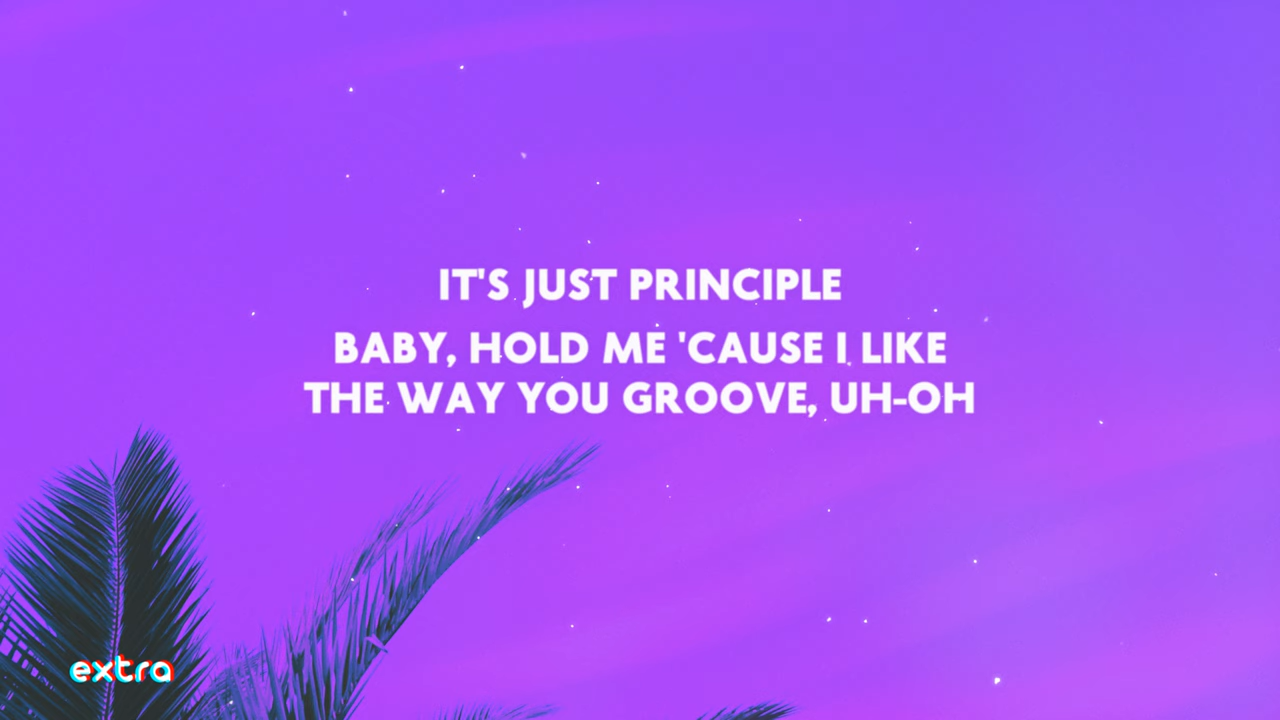 IT'S JUST PRINCIPLE
BABY, HOLD ME 'CAUSE I LIKE
THE WAY YOU GROOVE, UH-OH
extra